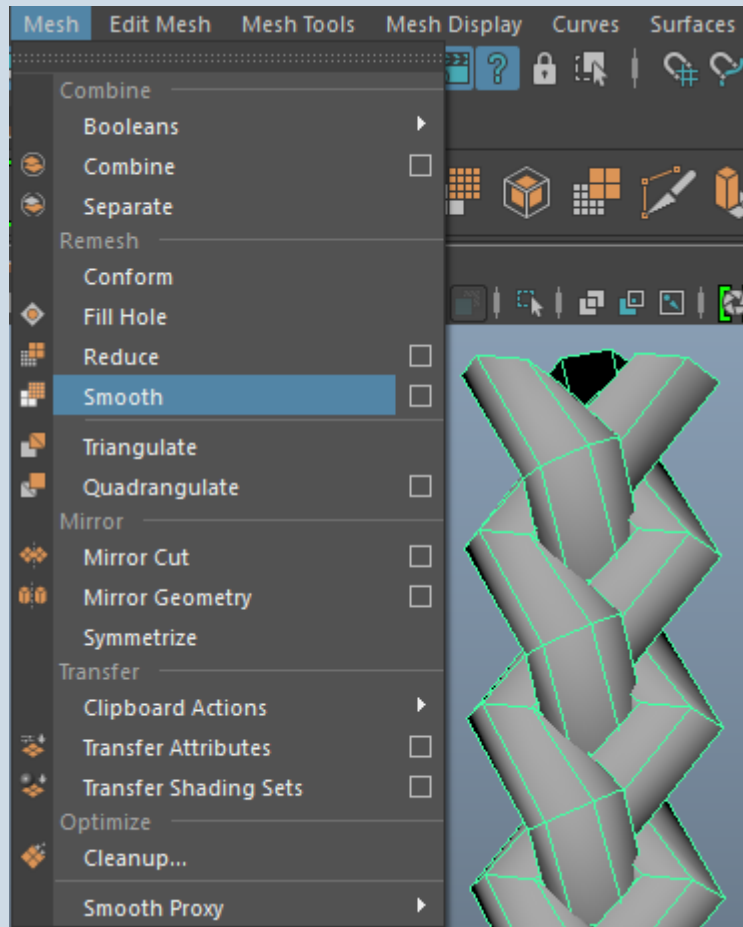 Mesh Edit Mesh Mesh Tools Mesh Display Curves Surfaces
Combine
Booleans
Combine
Separate
Remesh
Conform
Fill Hole
Reduce
Smooth
Triangulate
Quadrangulate
Mirror
Mirror Cut
Mirror Geometry
Symmetrize
Transfer
Clipboard Actions
Transfer Attributes
Transfer Shading Sets
Optimize
Cleanup...
Smooth Proxy